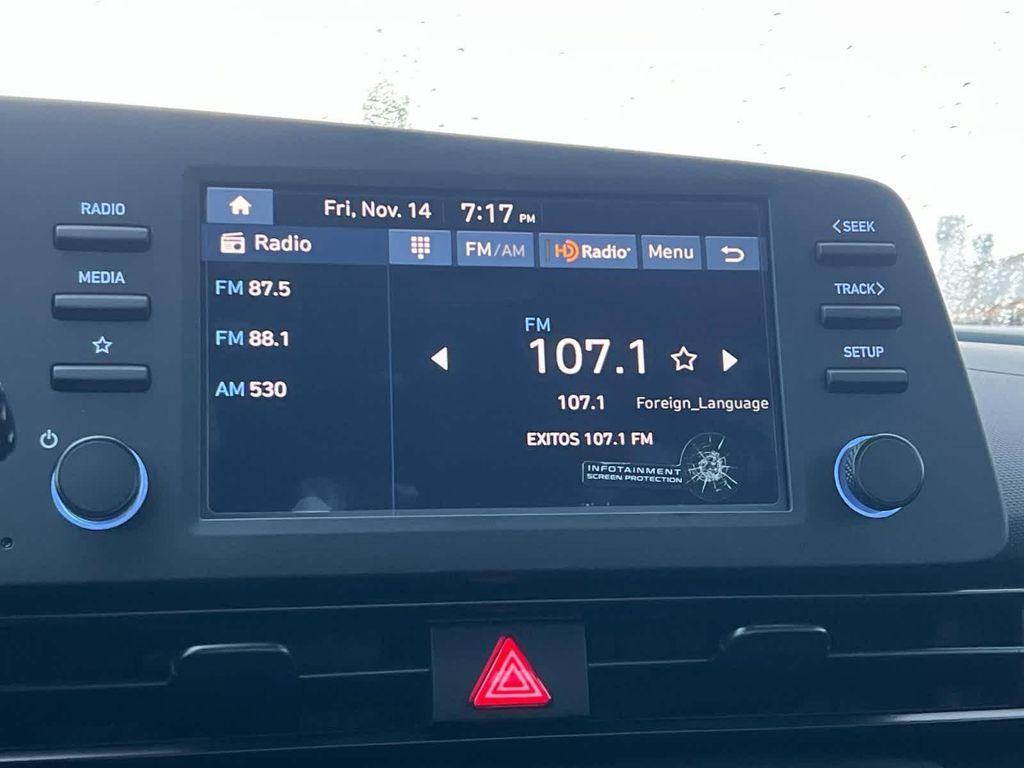 RADIO
MEDIA
Fri, Nov. 14 7:17 PM
Radio FM/AM HD Radio Menu
FM 87.5
FM 88.1
AM 530
FM
107.1
107.1 Foreign_Language
EXITOS 107.1 FM
INFOTAINMENT
SCREEN PROTECTION
<SEEK
TRACK>
SETUP